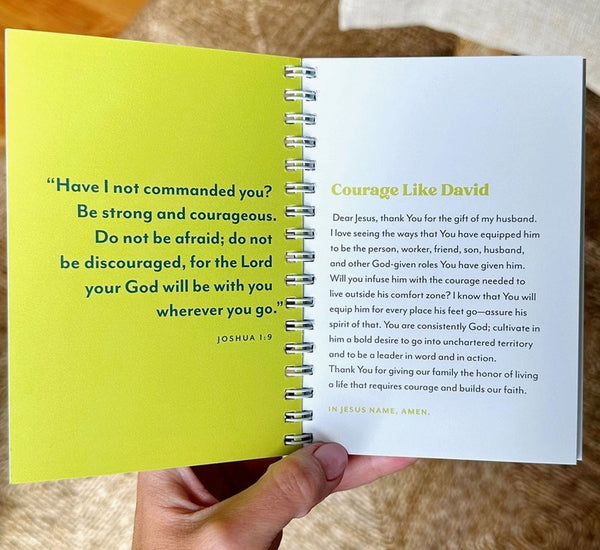 “Have I not commanded you?
Be strong and courageous.
Do not be afraid; do not
be discouraged, for the Lord
your God will be with you
wherever you go.”
JOSHUA 1:9
Courage Like David
Dear Jesus, thank You for the gift of my husband.
I love seeing the ways that You have equipped him
to be the person, worker, friend, son, husband,
and other God-given roles You have given him.
Will you infuse him with the courage needed to
live outside his comfort zone? I know that You will
equip him for every place his feet go—assure his
spirit of that. You are consistently God; cultivate in
him a bold desire to go into unchartered territory
and to be a leader in word and in action.
Thank You for giving our family the honor of living
a life that requires courage and builds our faith.
IN JESUS NAME, AMEN.